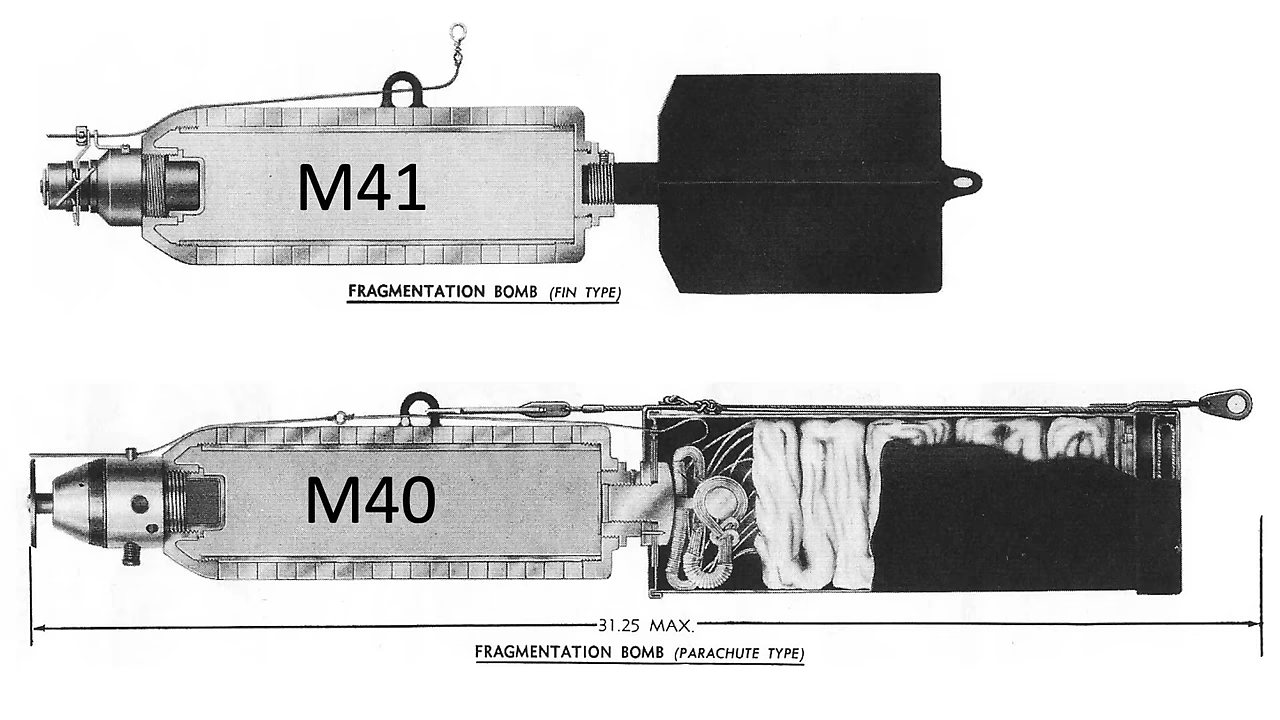 M41
FRAGMENTATION BOMB (FIN TYPE)
M40
31.25 MAX.
FRAGMENTATION BOMB (PARACHUTE TYPE)